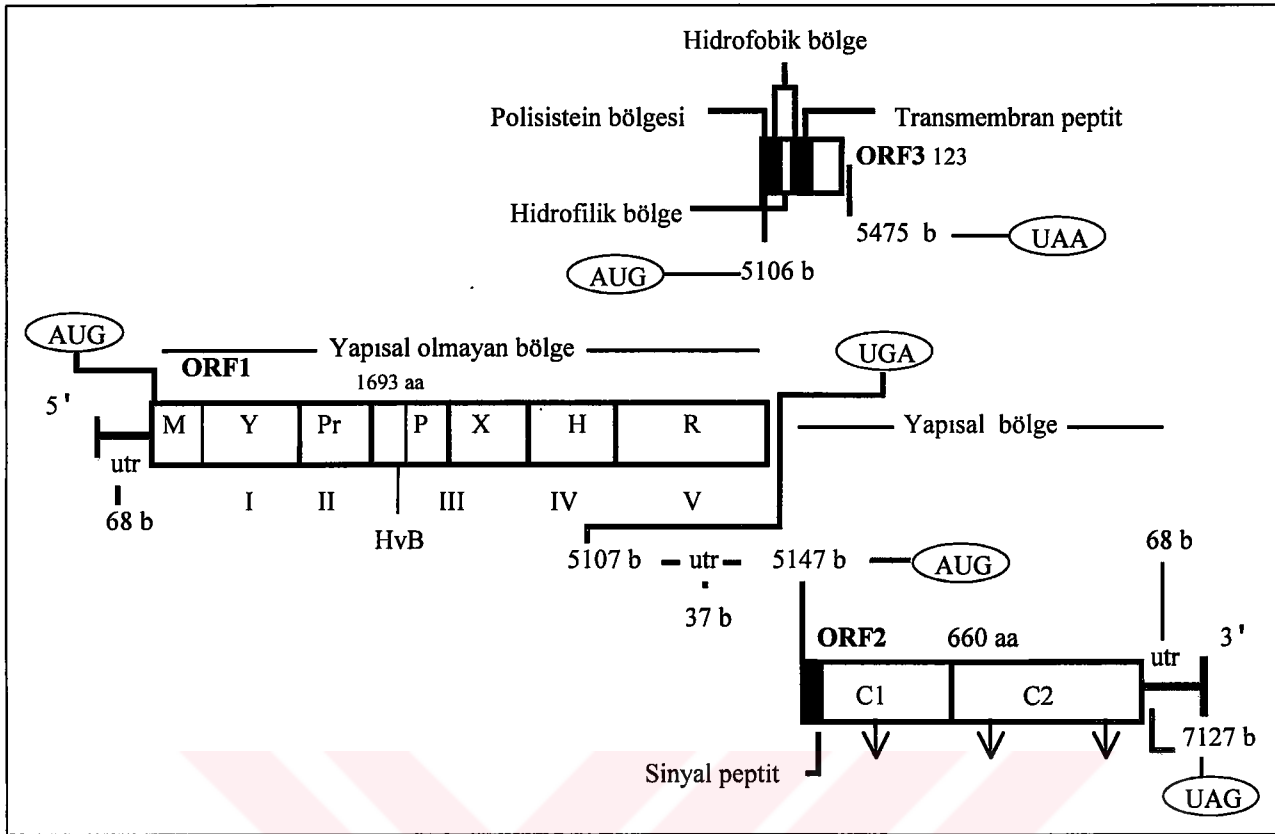 Hidrofobik bölge
Polisistein bölgesi
Transmembran peptit
ORF3 123
Hidrofilik bölge
5475 b
UAA
AUG
5106 b
AUG
Yapısal olmayan bölge
UGA
ORF1
1693 aa
5'
Yapısal bölge
M Y Pr P X H R
utr
68 b
I II III IV V
HvB
5107 b utr 5147 b AUG
68 b
37 b
ORF2 660 aa
utr
3'
C1 C2
7127 b
Sinyal peptit
UAG